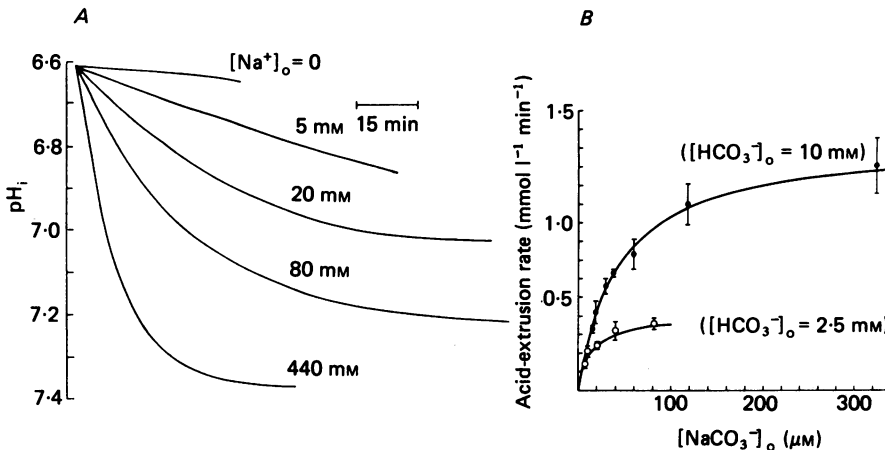 A
[Na⁺]ₒ = 0
15 min
5 mM
20 mM
80 mM
440 mM
pHᵢ
6·6
6·8
7·0
7·2
7·4
B
([HCO₃⁻]ₒ = 10 mM)
([HCO₃⁻]ₒ = 2·5 mM)
Acid-extrusion rate (mmol l⁻¹ min⁻¹)
1·5
1·0
0·5
0
100
200
300
[NaCO₃⁻]ₒ (μM)